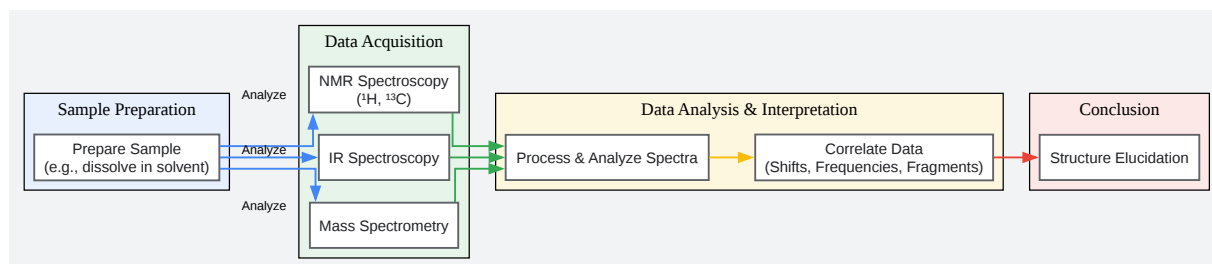 Sample Preparation
Prepare Sample
(e.g., dissolve in solvent)
Analyze
Analyze
Analyze
Data Acquisition
NMR Spectroscopy
(¹H, ¹³C)
IR Spectroscopy
Mass Spectrometry
Data Analysis & Interpretation
Process & Analyze Spectra
Correlate Data
(Shifts, Frequencies, Fragments)
Conclusion
Structure Elucidation